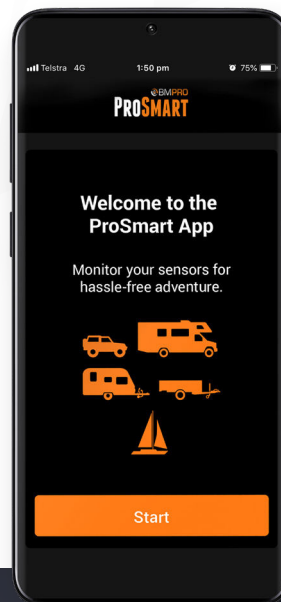 Telstra 4G 1:50 pm 75%
BMPRO
PROSMART
Welcome to the
ProSmart App
Monitor your sensors for
hassle-free adventure.
Start